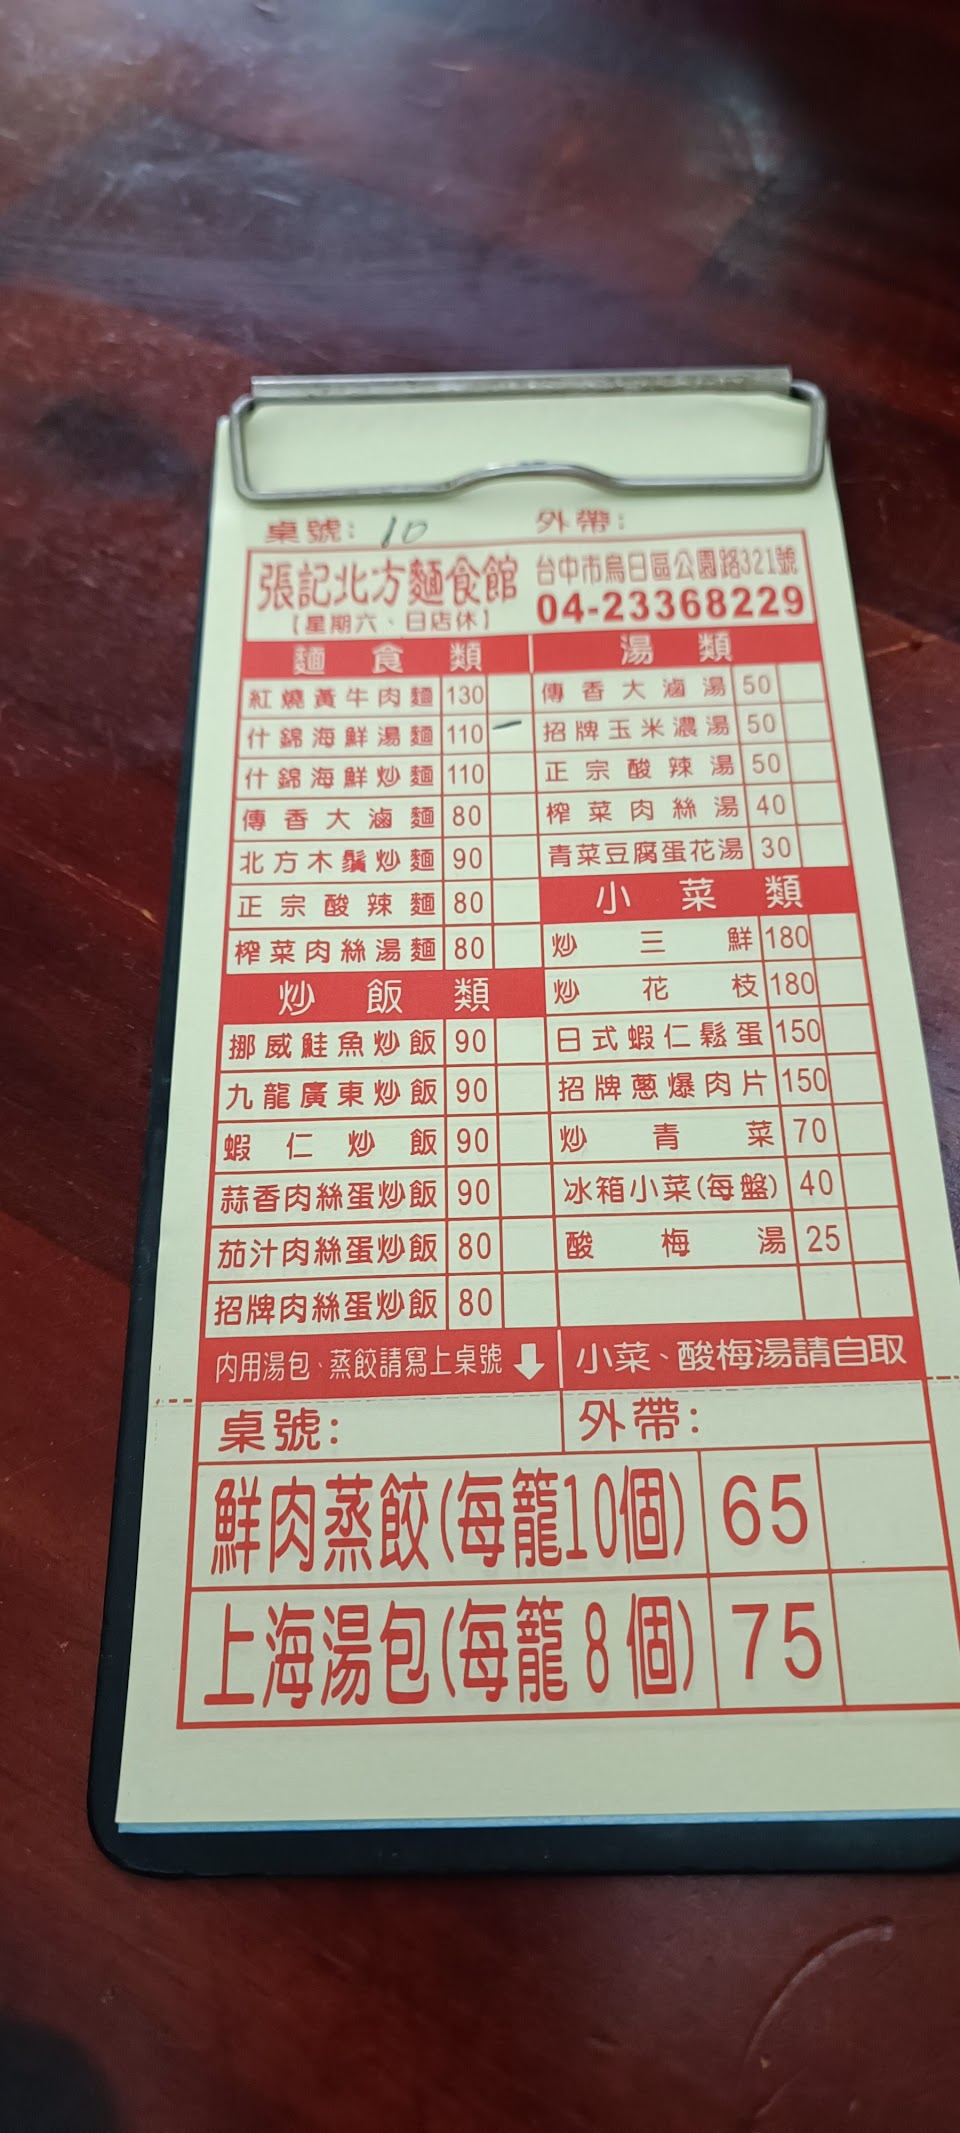 桌號: 10 外帶:
張記北方麵食館
【星期六、日店休】
台中市烏日區公園路321號
04-23368229
麵食類
紅燒黃牛肉麵 130
什錦海鮮湯麵 110 一
什錦海鮮炒麵 110
傳香大滷麵 80
北方木鬚炒麵 90
正宗酸辣麵 80
榨菜肉絲湯麵 80
炒飯類
挪威鮭魚炒飯 90
九龍廣東炒飯 90
蝦仁炒飯 90
蒜香肉絲蛋炒飯 90
茄汁肉絲蛋炒飯 80
招牌肉絲蛋炒飯 80
湯類
傳香大滷湯 50
招牌玉米濃湯 50
正宗酸辣湯 50
榨菜肉絲湯 40
青菜豆腐蛋花湯 30
小菜類
炒三鮮 180
炒花枝 180
日式蝦仁鬆蛋 150
招牌蔥爆肉片 150
炒青菜 70
冰箱小菜(每盤) 40
酸梅湯 25
內用湯包、蒸餃請寫上桌號
小菜、酸梅湯請自取
桌號: 外帶:
鮮肉蒸餃(每籠10個) 65
上海湯包(每籠8個) 75